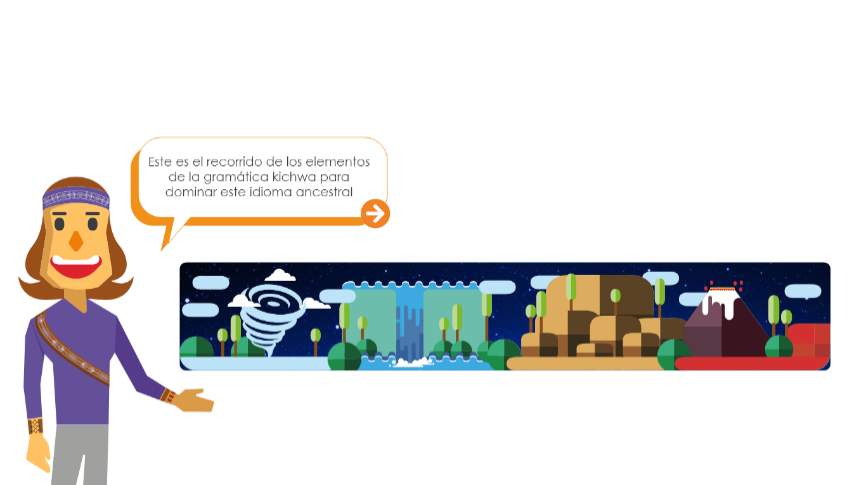 Este es el recorrido de los elementos
de la gramática kichwa para
dominar este idioma ancestral